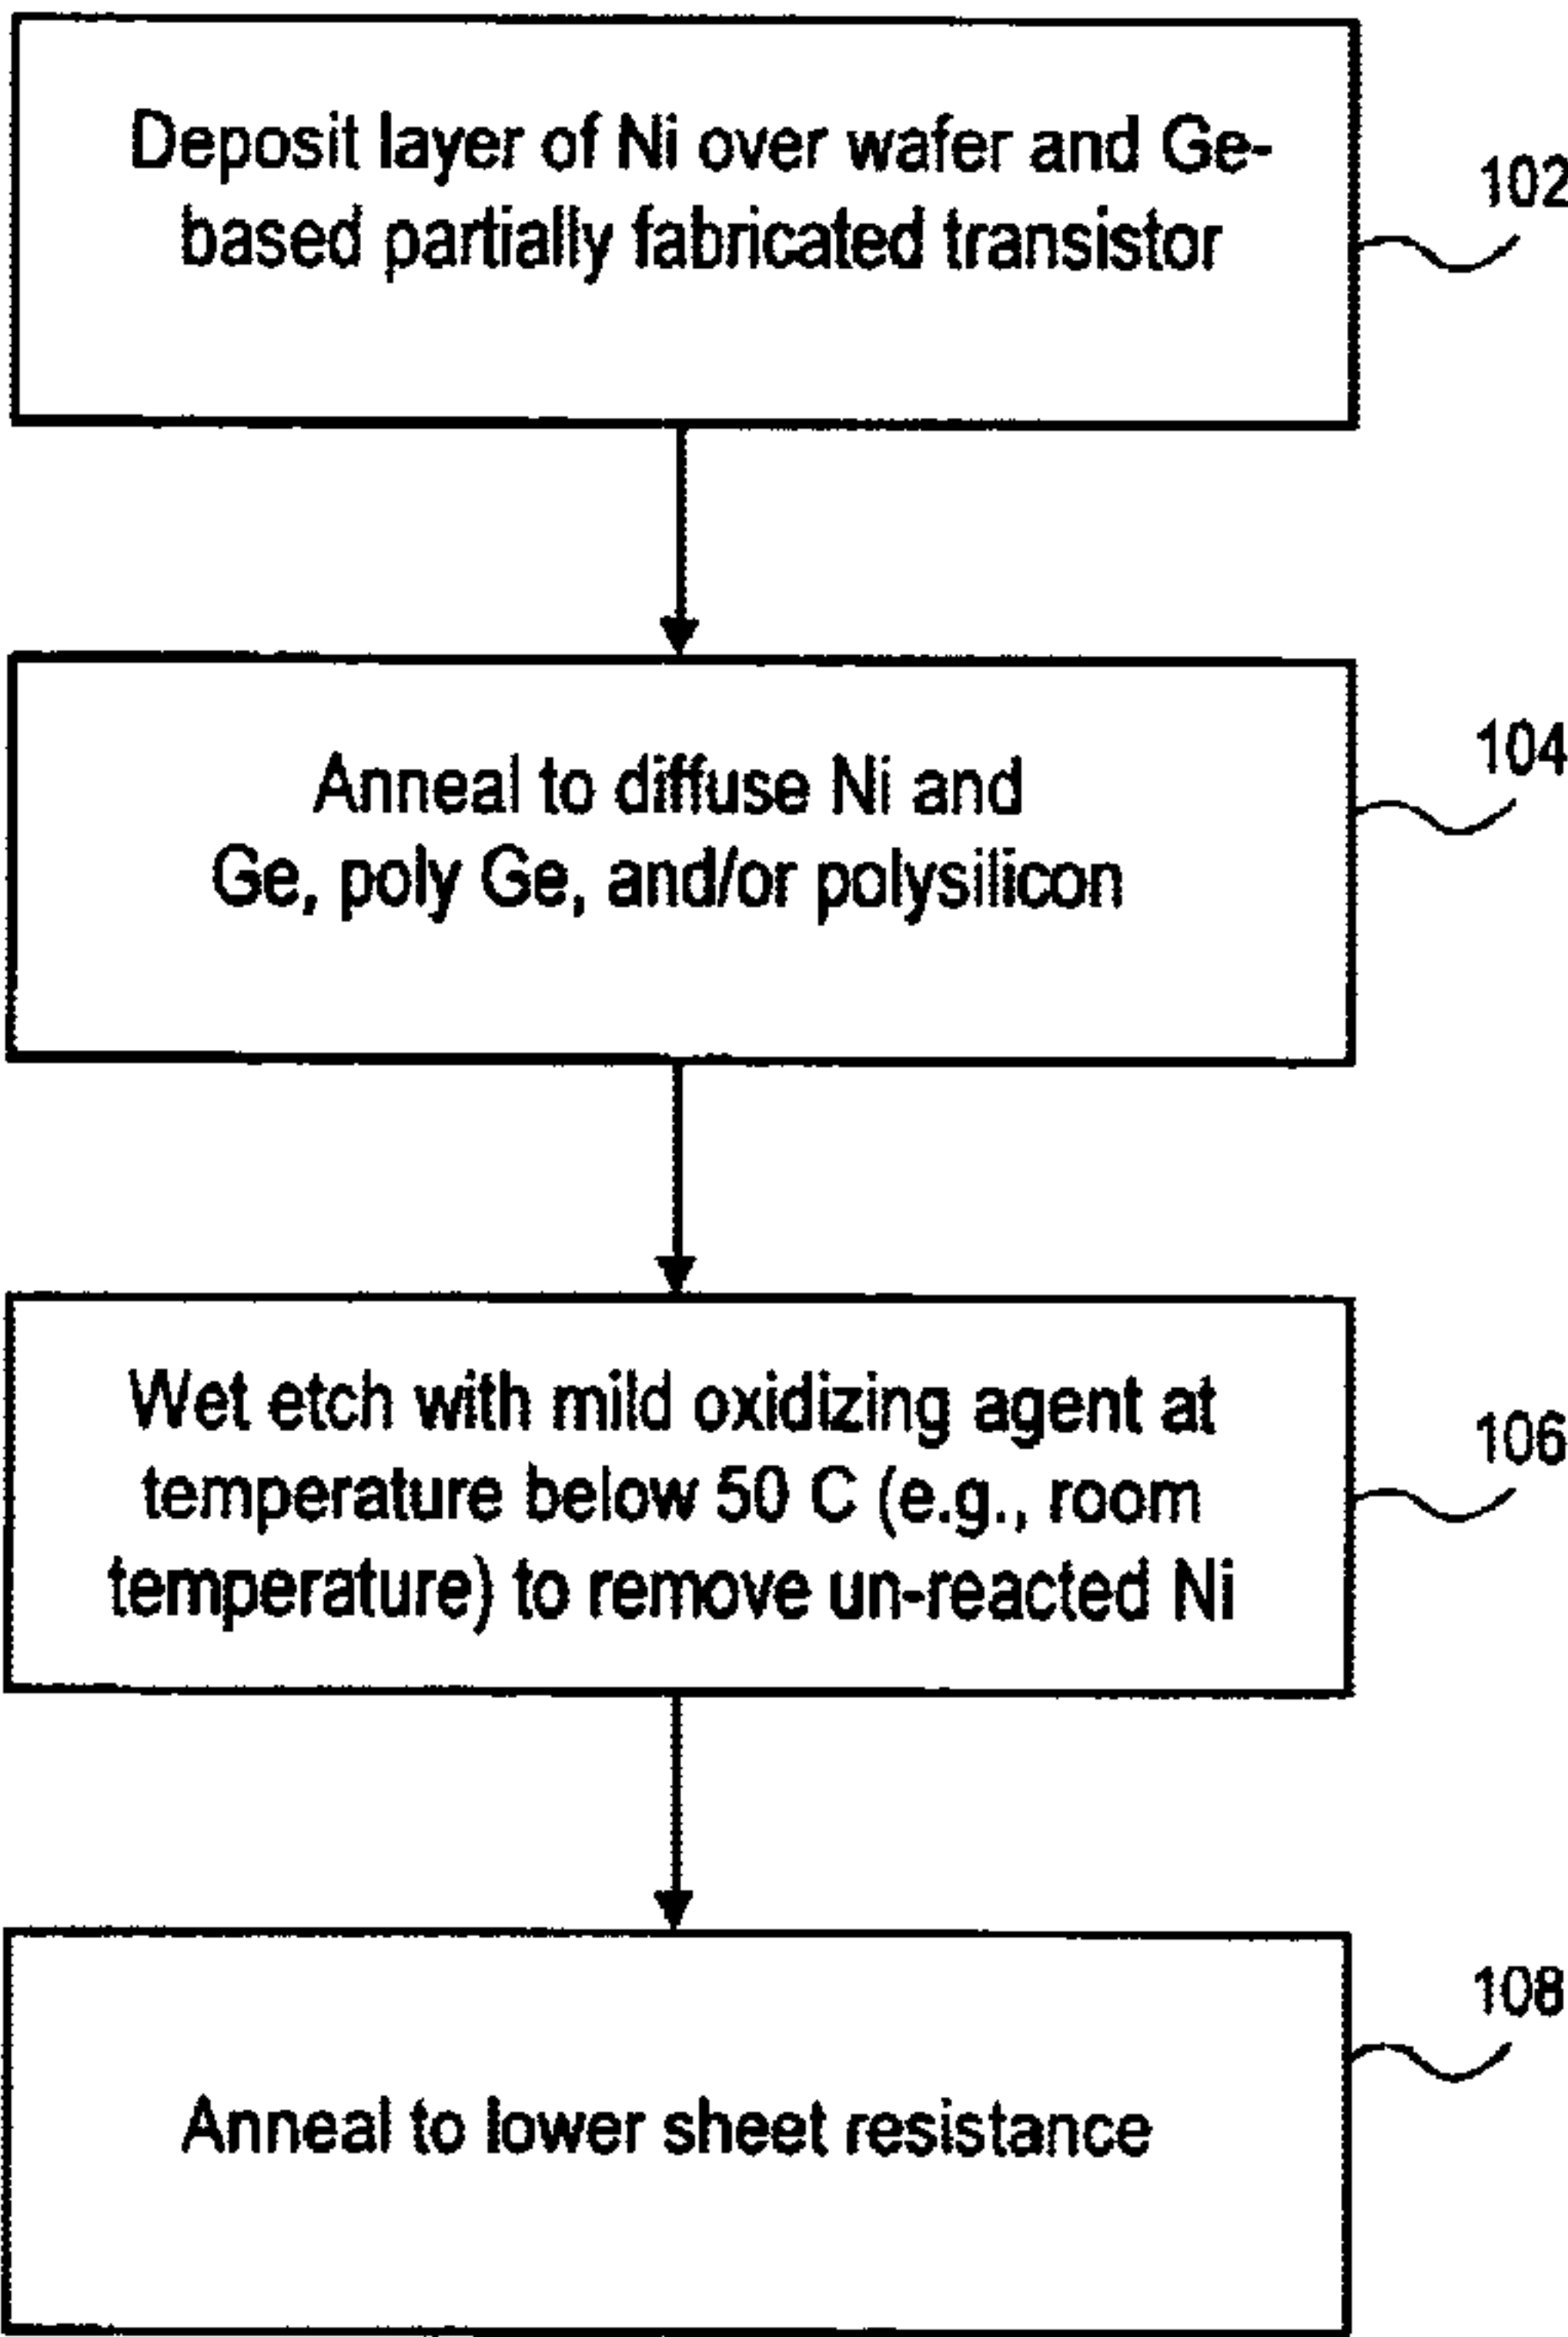 Deposit layer of Ni over wafer and Ge-
based partially fabricated transistor
102
Anneal to diffuse Ni and
Ge, poly Ge, and/or polysilicon
104
Wet etch with mild oxidizing agent at
temperature below 50 C (e.g., room
temperature) to remove un-reacted Ni
106
Anneal to lower sheet resistance
108